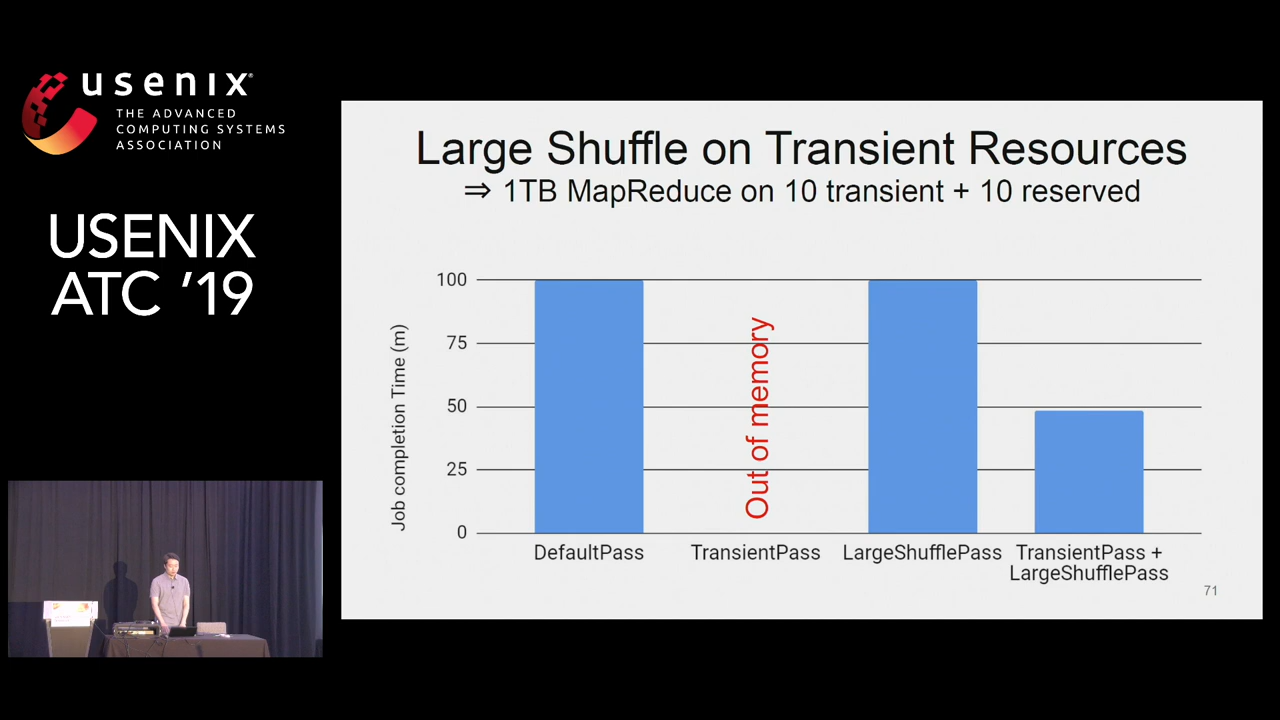 usenix
THE ADVANCED
COMPUTING SYSTEMS
ASSOCIATION
USENIX
ATC '19
Large Shuffle on Transient Resources
⇒ 1TB MapReduce on 10 transient + 10 reserved
Job completion Time (m)
100
75
50
25
0
Out of memory
DefaultPass
TransientPass
LargeShufflePass
TransientPass +
LargeShufflePass
71